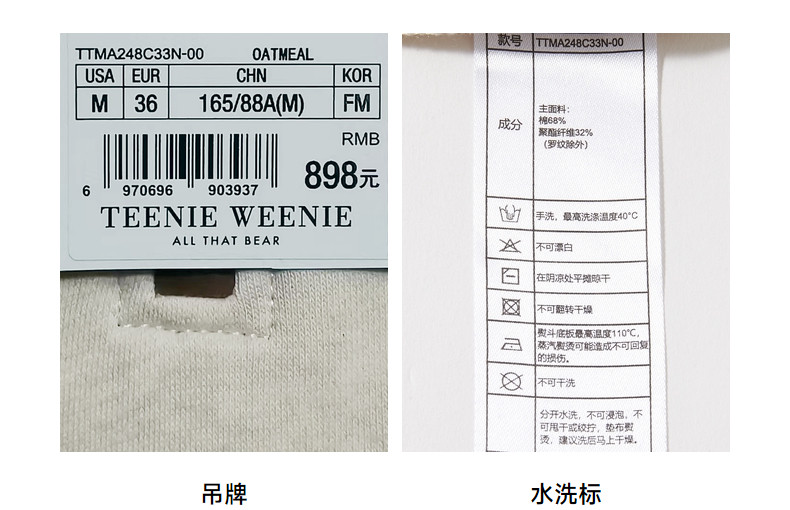 TTMA248C33N-00 OATMEAL
USA EUR CHN KOR
M 36 165/88A(M) FM
RMB
6 970696 903937
898元
TEENIE WEENIE
ALL THAT BEAR
款号 TTMA248C33N-00
成分
主面料:
棉68%
聚酯纤维32%
(罗纹除外)
手洗,最高洗涤温度40°C
不可漂白
在阴凉处平摊晾干
不可翻转干燥
熨斗底板最高温度110℃,
蒸汽熨烫可能造成不可回复
的损伤。
不可干洗
分开水洗,不可浸泡,不
可甩干或绞拧,垫布熨
烫,建议洗后马上干燥。
吊牌
水洗标